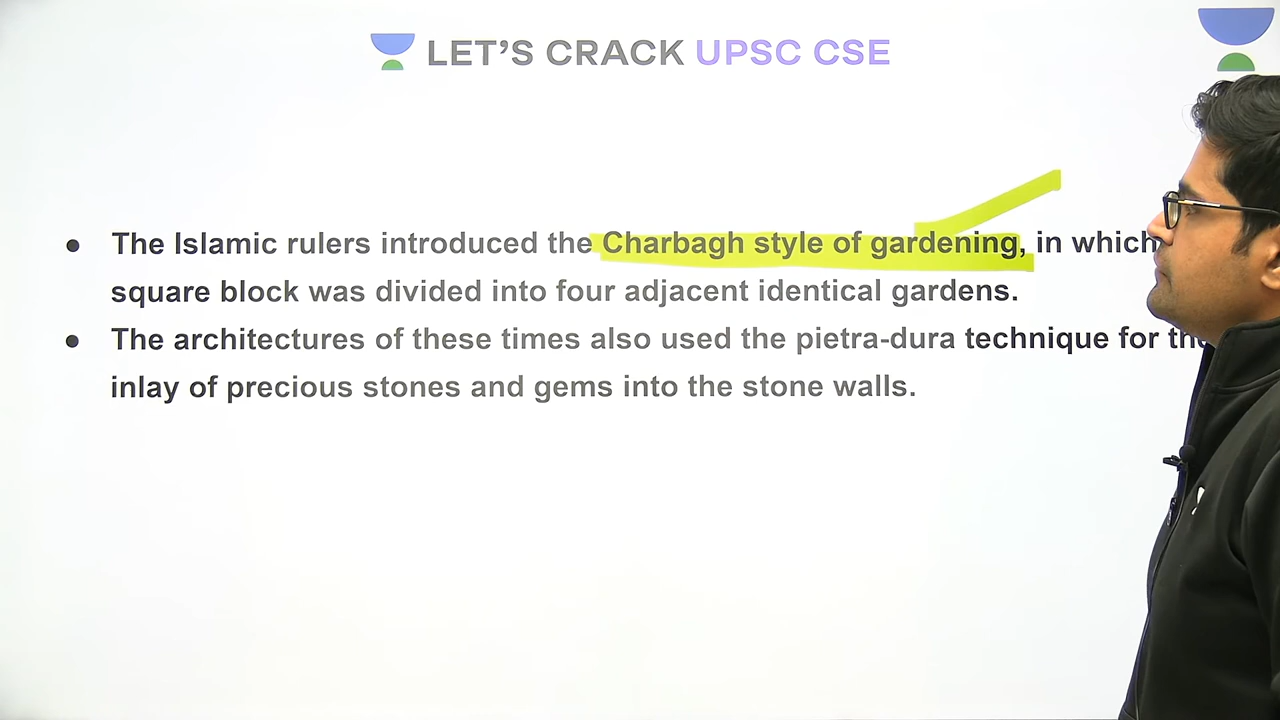 LET'S CRACK UPSC CSE
● The Islamic rulers introduced the Charbagh style of gardening, in which
square block was divided into four adjacent identical gardens.
● The architectures of these times also used the pietra-dura technique for
inlay of precious stones and gems into the stone walls.